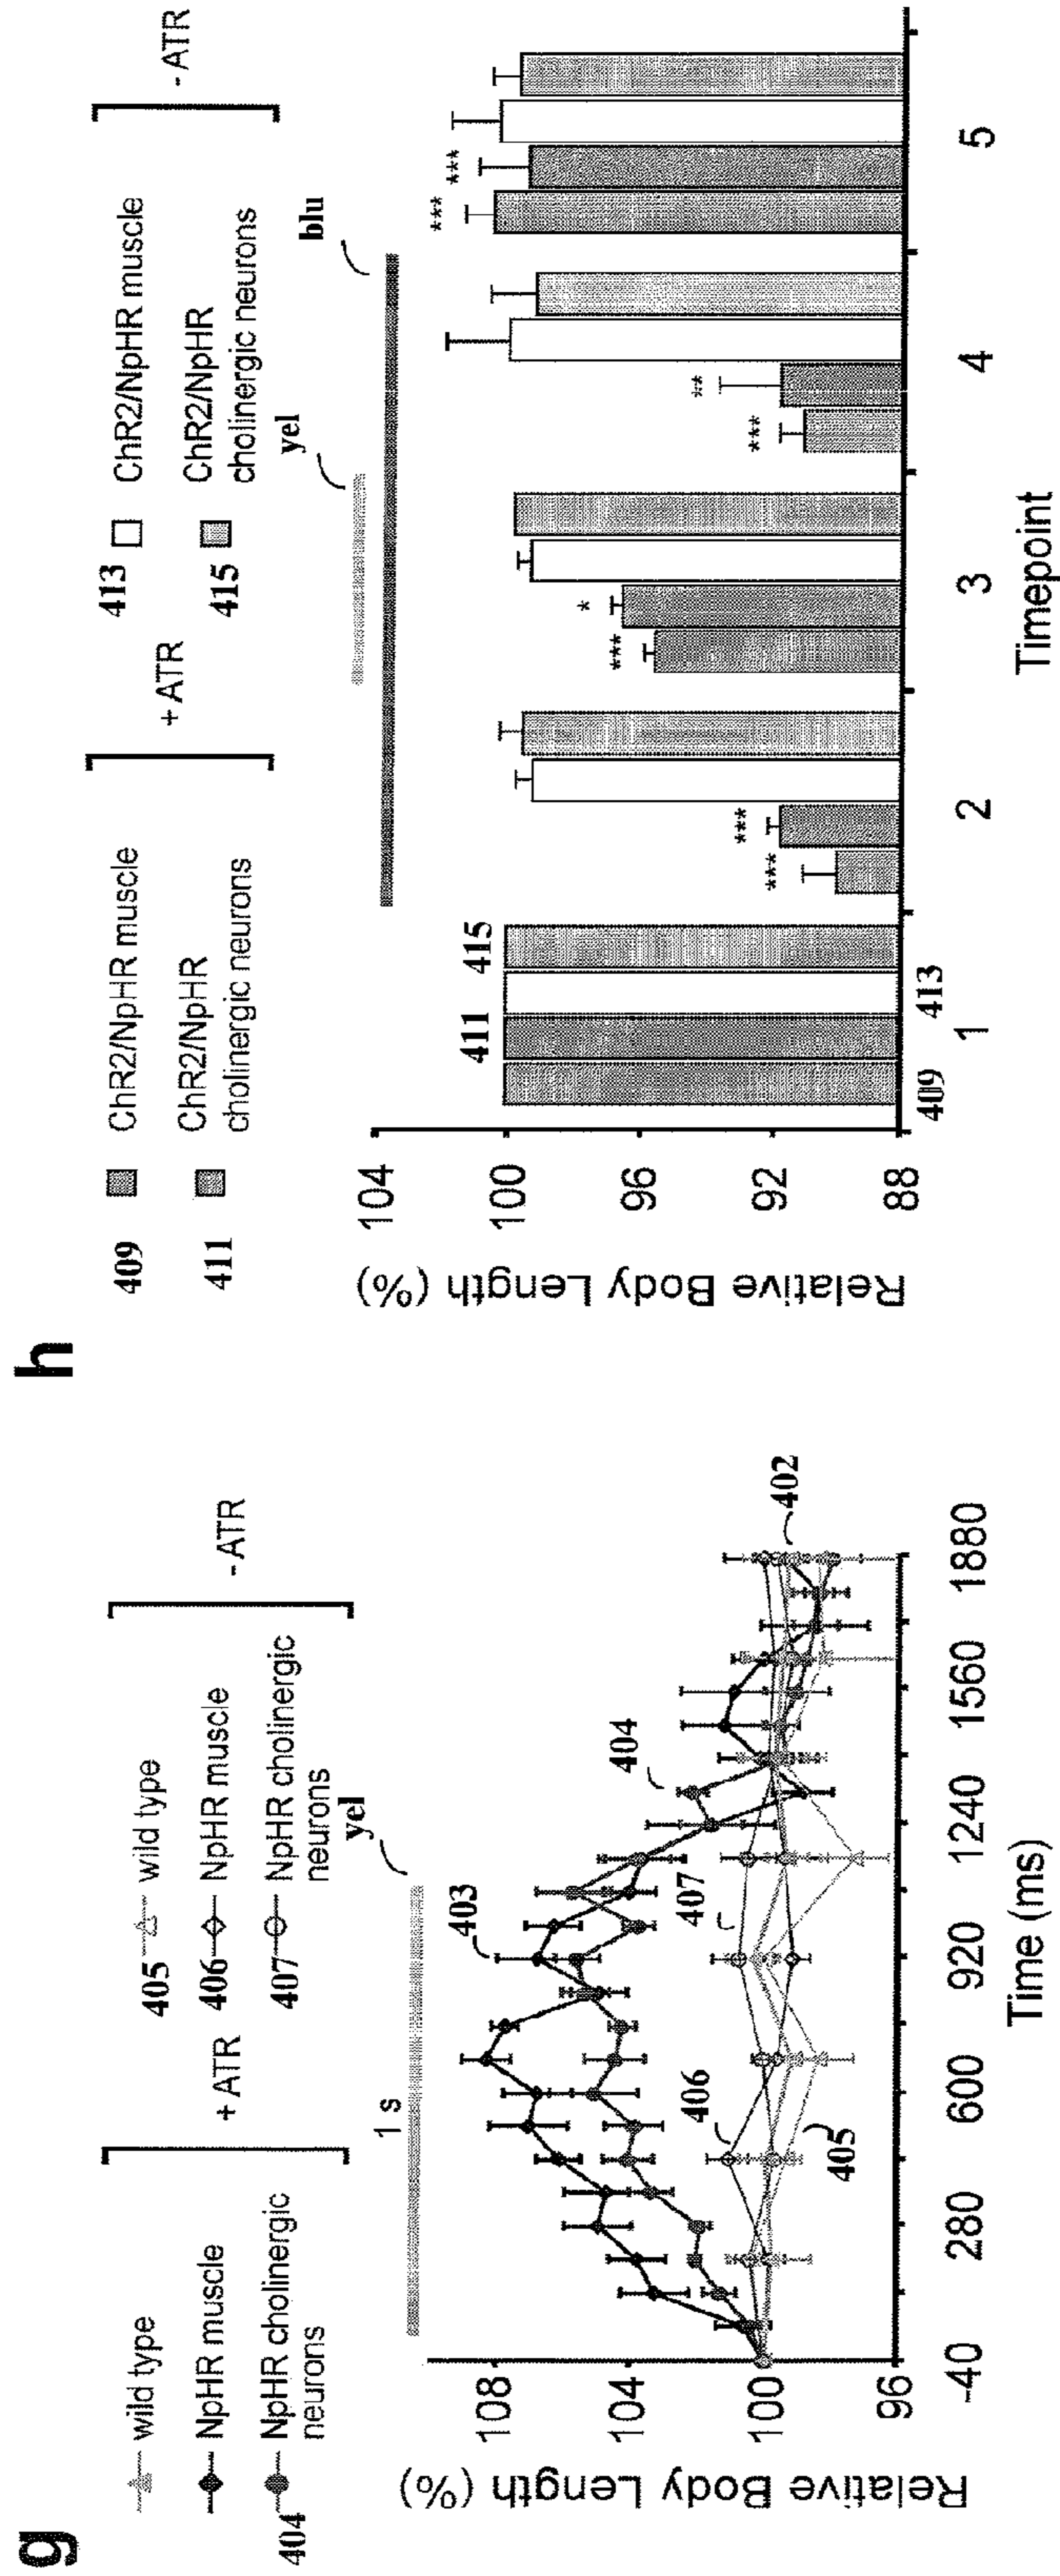 g
wild type
NpHR muscle
404 NpHR cholinergic
neurons
+ ATR
405 wild type
406 NpHR muscle
407 NpHR cholinergic
neurons
- ATR
1 s
yel
403
404
407
406
405
402
Relative Body Length (%)
108
104
100
96
-40 280 600 920 1240 1560 1880
Time (ms)
h
409 ChR2/NpHR muscle
411 ChR2/NpHR
cholinergic neurons
+ ATR
413 ChR2/NpHR muscle
415 ChR2/NpHR
cholinergic neurons
- ATR
yel
blu
Relative Body Length (%)
104
100
96
92
88
411 415
409 413
*** ***
*** *
*** **
*** ***
1 2 3 4 5
Timepoint